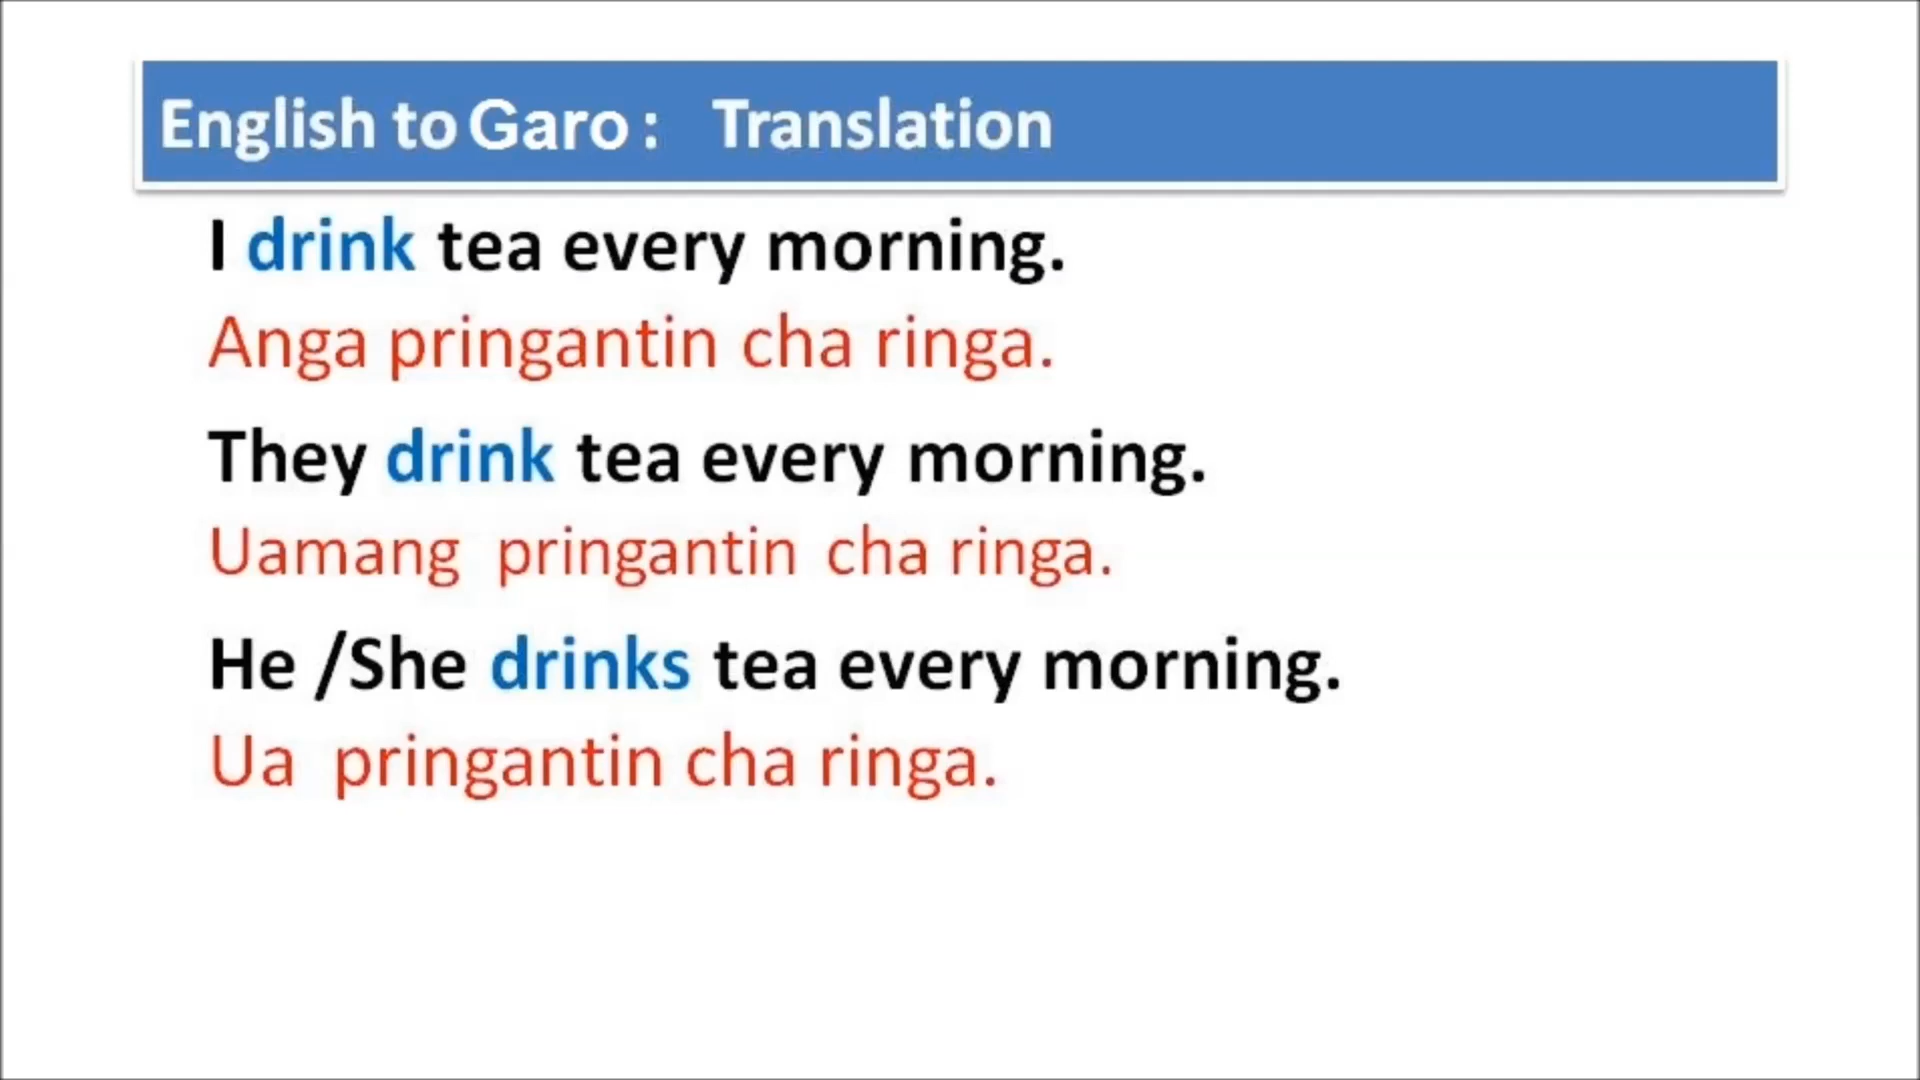 English to Garo : Translation
I drink tea every morning.
Anga pringantin cha ringa.
They drink tea every morning.
Uamang pringantin cha ringa.
He /She drinks tea every morning.
Ua pringantin cha ringa.